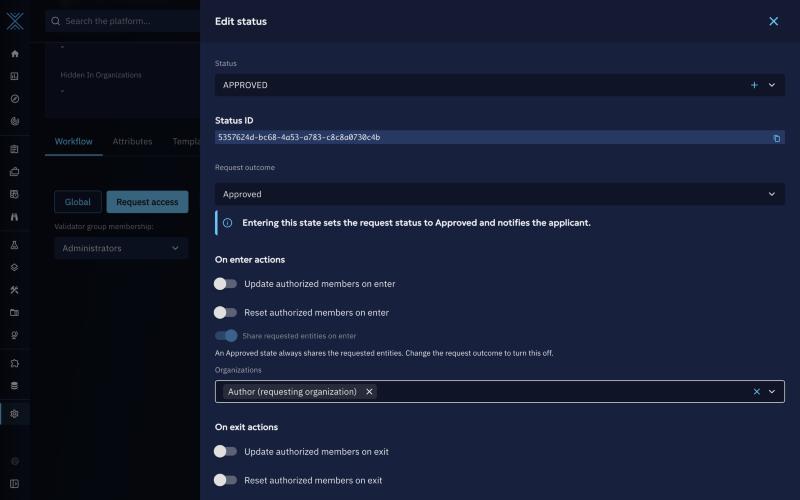 Search the platform...
-
Hidden In Organizations
-
Workflow
Attributes
Templa
Global
Request access
Validator group membership:
Administrators
Edit status
Status
APPROVED
Status ID
5357624d-bc68-4a53-a783-c8c8a0730c4b
Request outcome
Approved
Entering this state sets the request status to Approved and notifies the applicant.
On enter actions
Update authorized members on enter
Reset authorized members on enter
Share requested entities on enter
An Approved state always shares the requested entities. Change the request outcome to turn this off.
Organizations
Author (requesting organization)
On exit actions
Update authorized members on exit
Reset authorized members on exit